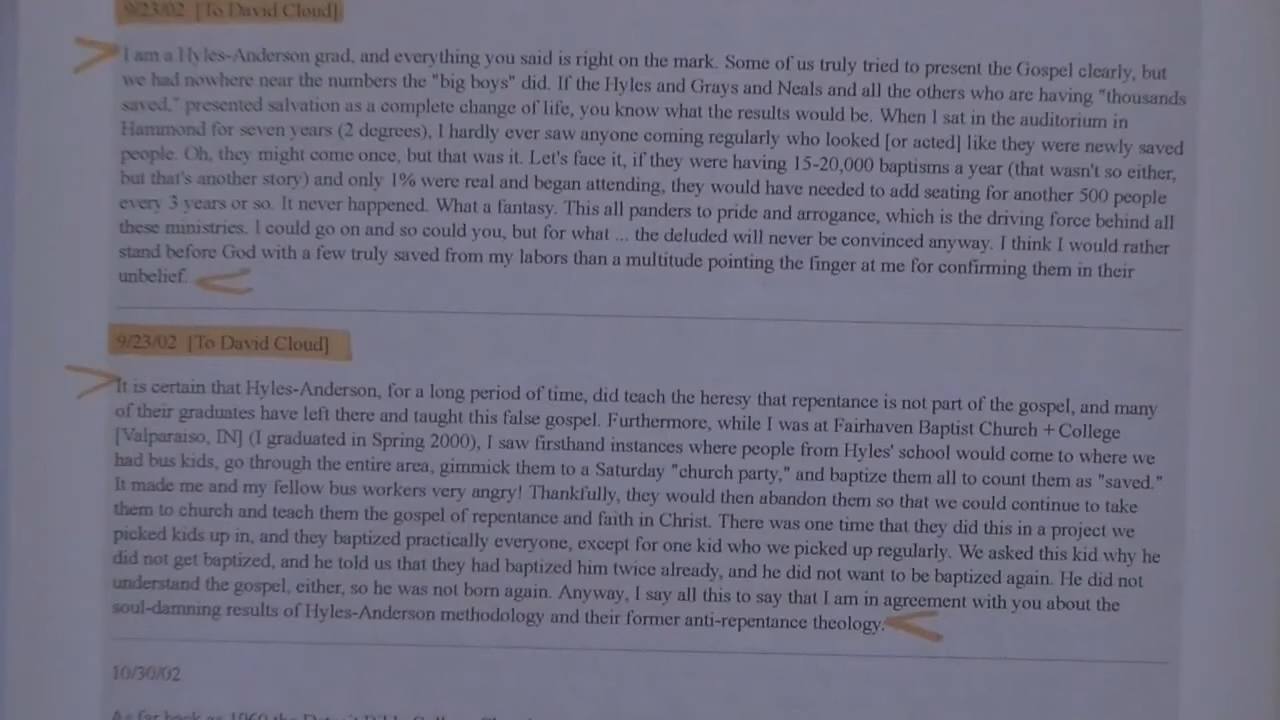 9/23/02 [To David Cloud]
I am a Hyles-Anderson grad, and everything you said is right on the mark. Some of us truly tried to present the Gospel clearly, but
we had nowhere near the numbers the "big boys" did. If the Hyles and Grays and Neals and all the others who are having "thousands
saved," presented salvation as a complete change of life, you know what the results would be. When I sat in the auditorium in
Hammond for seven years (2 degrees), I hardly ever saw anyone coming regularly who looked [or acted] like they were newly saved
people. Oh, they might come once, but that was it. Let's face it, if they were having 15-20,000 baptisms a year (that wasn't so either,
but that's another story) and only 1% were real and began attending, they would have needed to add seating for another 500 people
every 3 years or so. It never happened. What a fantasy. This all panders to pride and arrogance, which is the driving force behind all
these ministries. I could go on and so could you, but for what ... the deluded will never be convinced anyway. I think I would rather
stand before God with a few truly saved from my labors than a multitude pointing the finger at me for confirming them in their
unbelief.
9/23/02 [To David Cloud]
It is certain that Hyles-Anderson, for a long period of time, did teach the heresy that repentance is not part of the gospel, and many
of their graduates have left there and taught this false gospel. Furthermore, while I was at Fairhaven Baptist Church + College
[Valparaiso, IN] (I graduated in Spring 2000), I saw firsthand instances where people from Hyles' school would come to where we
had bus kids, go through the entire area, gimmick them to a Saturday "church party," and baptize them all to count them as "saved."
It made me and my fellow bus workers very angry! Thankfully, they would then abandon them so that we could continue to take
them to church and teach them the gospel of repentance and faith in Christ. There was one time that they did this in a project we
picked kids up in, and they baptized practically everyone, except for one kid who we picked up regularly. We asked this kid why he
did not get baptized, and he told us that they had baptized him twice already, and he did not want to be baptized again. He did not
understand the gospel, either, so he was not born again. Anyway, I say all this to say that I am in agreement with you about the
soul-damning results of Hyles-Anderson methodology and their former anti-repentance theology.
10/30/02
As far back as 1960 the Detroit Bible College